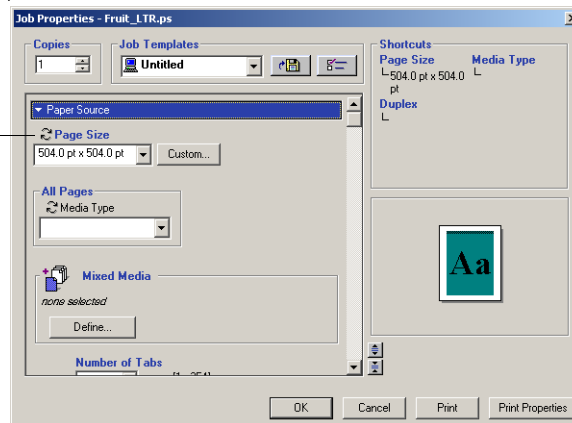 Job Properties - Fruit_LTR.ps
Copies
1
Job Templates
Untitled
Shortcuts
Page Size
504.0 pt x 504.0
pt
Media Type
Duplex
Paper Source
Page Size
504.0 pt x 504.0 pt
Custom...
All Pages
Media Type
Mixed Media
none selected
Define...
Aa
Number of Tabs
OK
Cancel
Print
Print Properties